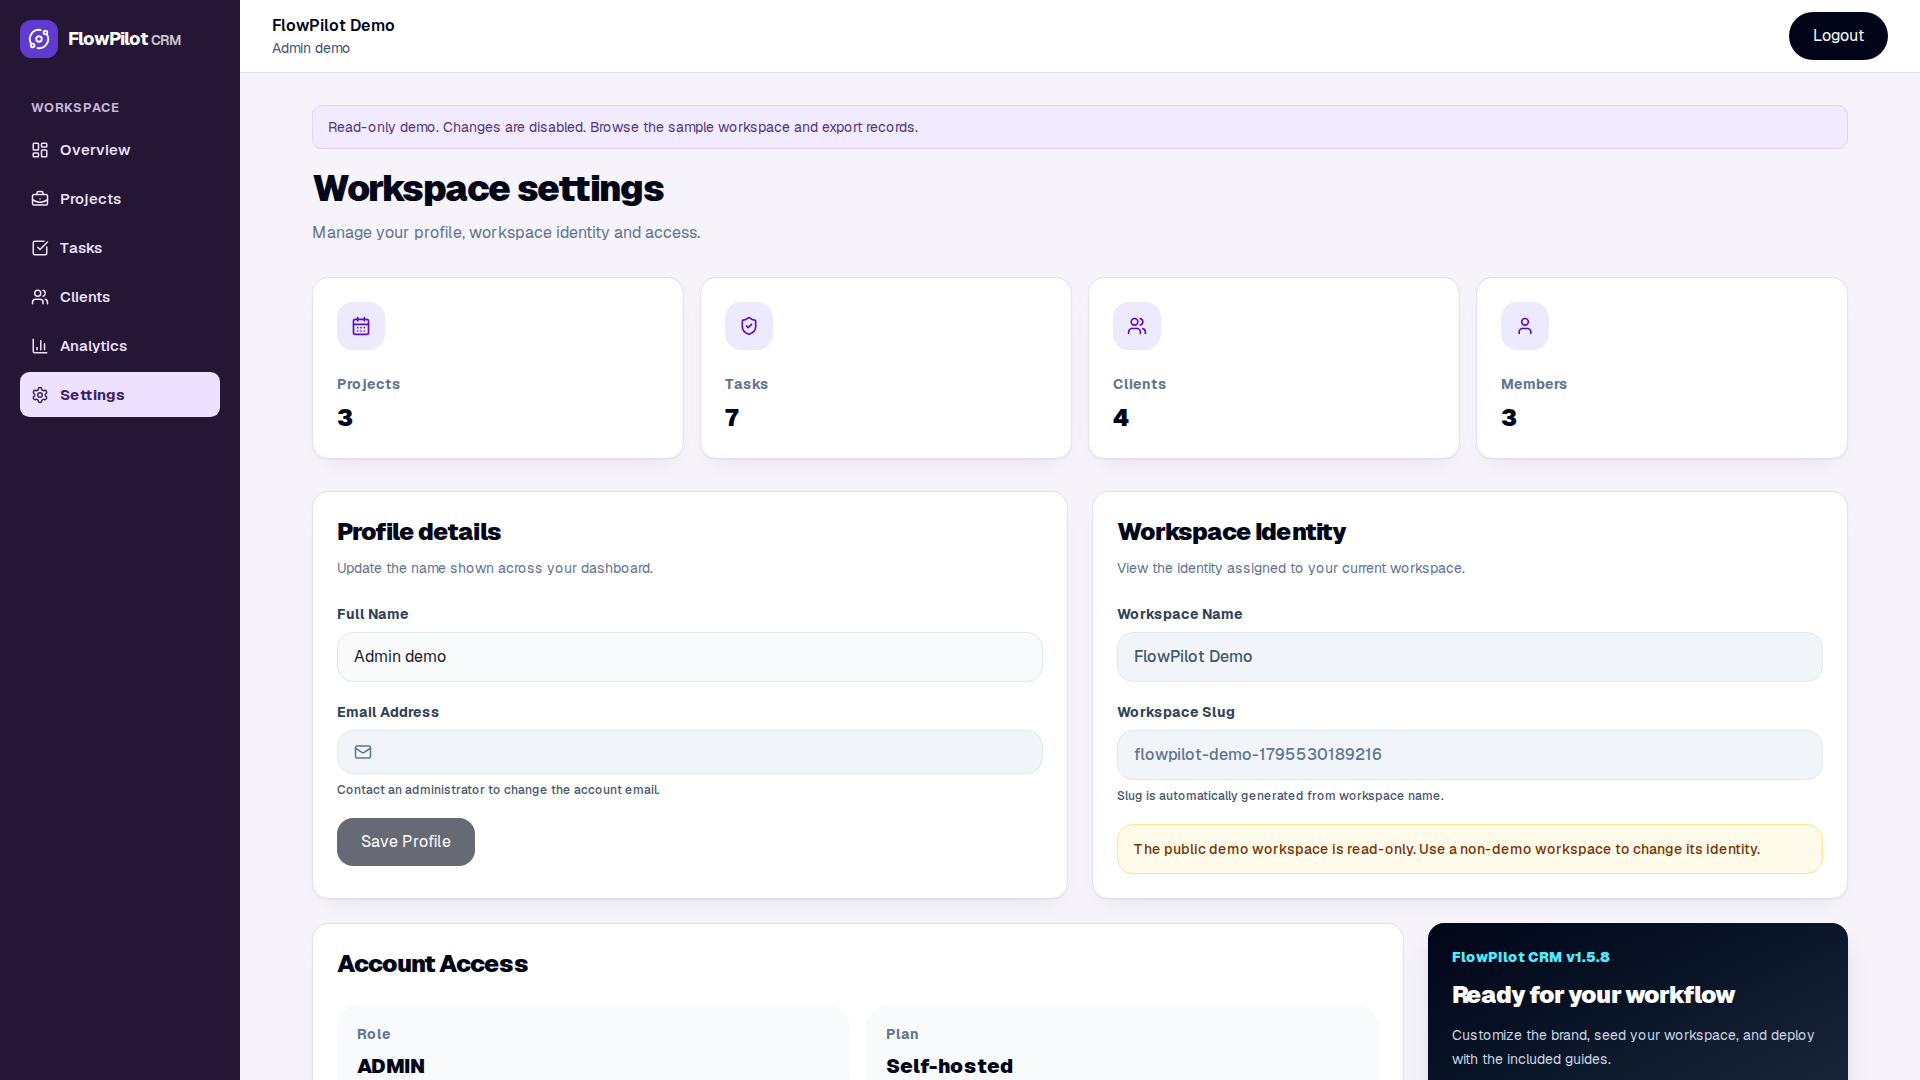 FlowPilot CRM
WORKSPACE
Overview
Projects
Tasks
Clients
Analytics
Settings
FlowPilot Demo
Admin demo
Logout
Read-only demo. Changes are disabled. Browse the sample workspace and export records.
Workspace settings
Manage your profile, workspace identity and access.
Projects
3
Tasks
7
Clients
4
Members
3
Profile details
Update the name shown across your dashboard.
Full Name
Admin demo
Email Address
Contact an administrator to change the account email.
Save Profile
Workspace Identity
View the identity assigned to your current workspace.
Workspace Name
FlowPilot Demo
Workspace Slug
flowpilot-demo-1795530189216
Slug is automatically generated from workspace name.
The public demo workspace is read-only. Use a non-demo workspace to change its identity.
Account Access
Role
ADMIN
Plan
Self-hosted
FlowPilot CRM v1.5.8
Ready for your workflow
Customize the brand, seed your workspace, and deploy
with the included guides.